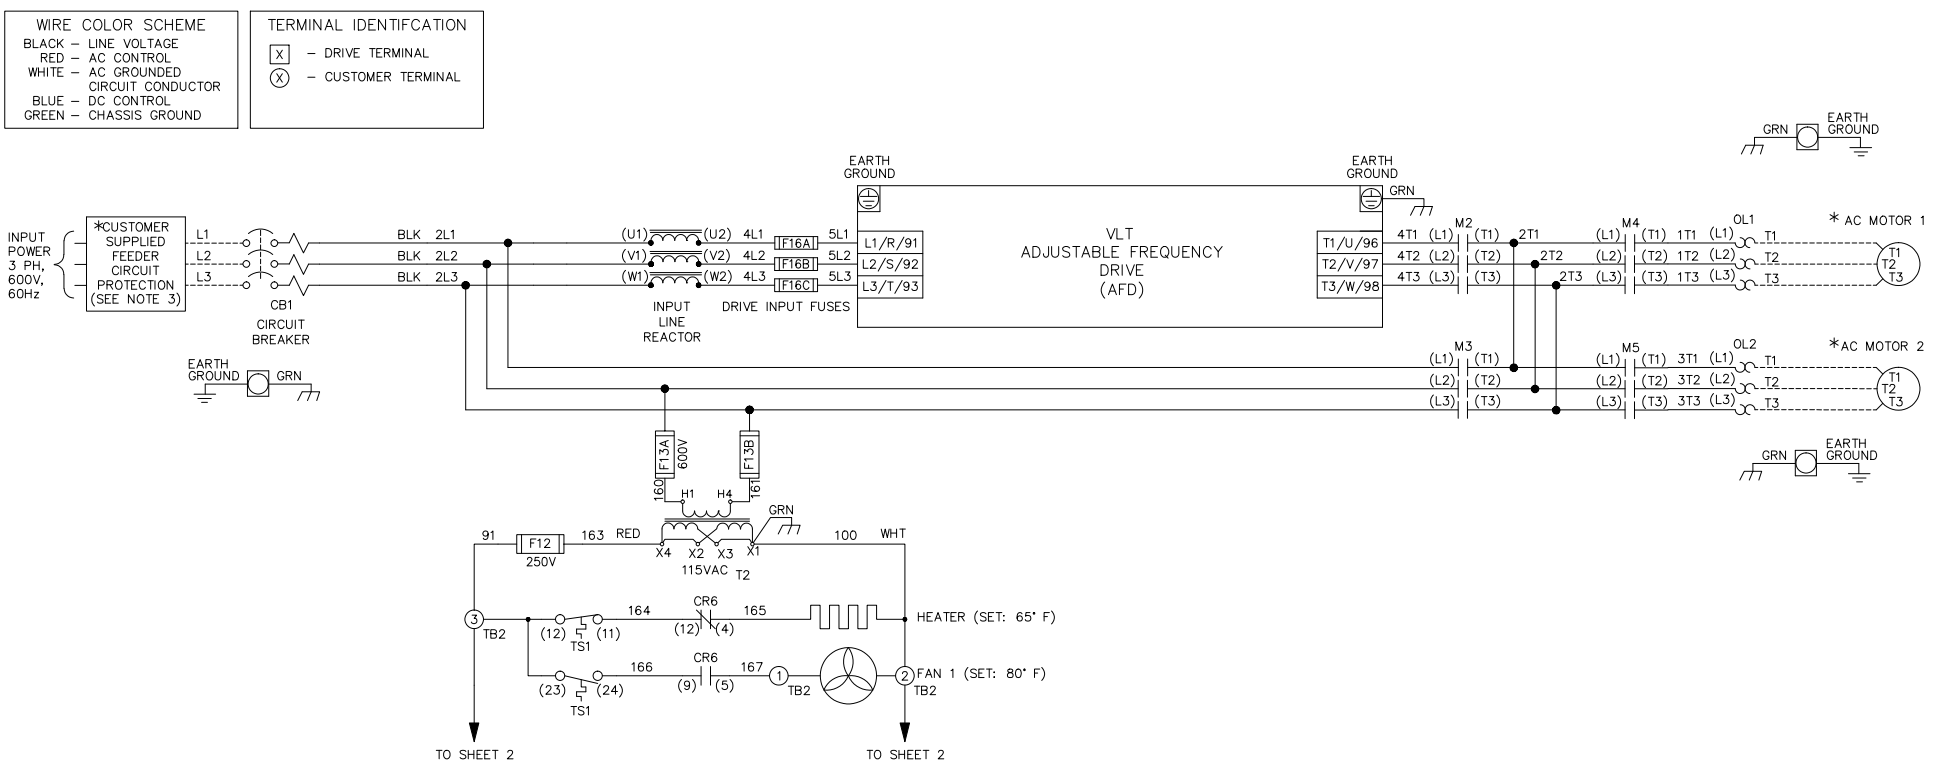 WIRE COLOR SCHEME
BLACK – LINE VOLTAGE
RED – AC CONTROL
WHITE – AC GROUNDED
CIRCUIT CONDUCTOR
BLUE – DC CONTROL
GREEN – CHASSIS GROUND
TERMINAL IDENTIFCATION
X – DRIVE TERMINAL
X – CUSTOMER TERMINAL
GRN
EARTH
GROUND
EARTH
GROUND
EARTH
GROUND
GRN
INPUT
POWER
3 PH,
600V,
60Hz
*CUSTOMER
SUPPLIED
FEEDER
CIRCUIT
PROTECTION
(SEE NOTE 3)
L1
L2
L3
CB1
CIRCUIT
BREAKER
BLK 2L1
BLK 2L2
BLK 2L3
(U1) (U2) 4L1 F16A 5L1 L1/R/91
(V1) (V2) 4L2 F16B 5L2 L2/S/92
(W1) (W2) 4L3 F16C 5L3 L3/T/93
INPUT
LINE
REACTOR
DRIVE INPUT FUSES
VLT
ADJUSTABLE FREQUENCY
DRIVE
(AFD)
M2 M4 OL1 * AC MOTOR 1
T1/U/96 4T1 (L1) (T1) 2T1 (L1) (T1) 1T1 (L1) T1
T2/V/97 4T2 (L2) (T2) 2T2 (L2) (T2) 1T2 (L2) T2
T3/W/98 4T3 (L3) (T3) 2T3 (L3) (T3) 1T3 (L3) T3
T1
T2
T3
EARTH
GROUND
GRN
M3 M5 OL2 *AC MOTOR 2
(L1) (T1) (L1) (T1) 3T1 (L1) T1
(L2) (T2) (L2) (T2) 3T2 (L2) T2
(L3) (T3) (L3) (T3) 3T3 (L3) T3
T1
T2
T3
GRN
EARTH
GROUND
F13A
600V
F13B
160
161
H1 H4
GRN
91 F12 163 RED
250V
X4 X2 X3 X1
100 WHT
115VAC T2
3
TB2
(12) (11)
TS1
164
CR6
(12) (4)
165
HEATER (SET: 65° F)
(23) (24)
TS1
166
CR6
(9) (5)
167
1
TB2
2
TB2
FAN 1 (SET: 80° F)
TO SHEET 2
TO SHEET 2